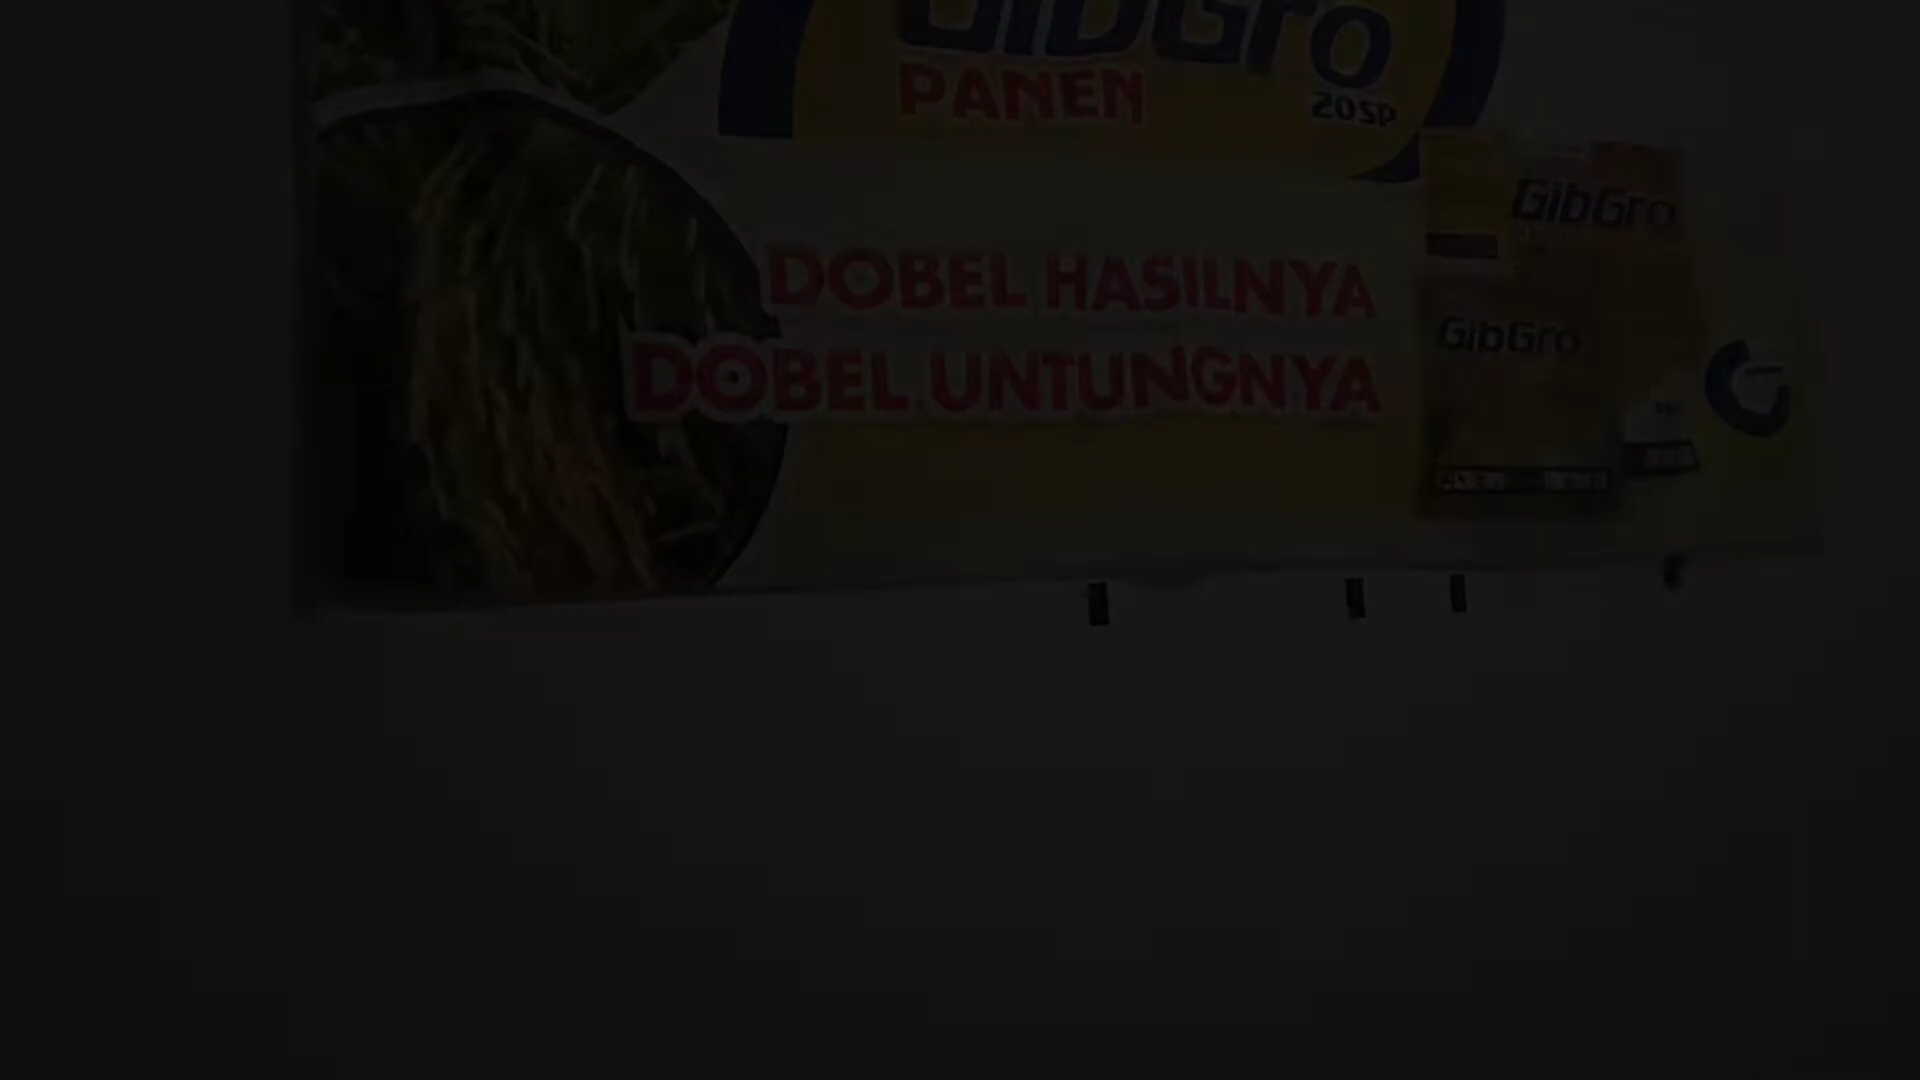 GibGro
PANEN
20SP
GibGro
DOBEL HASILNYA
GibGro
DOBEL UNTUNGNYA